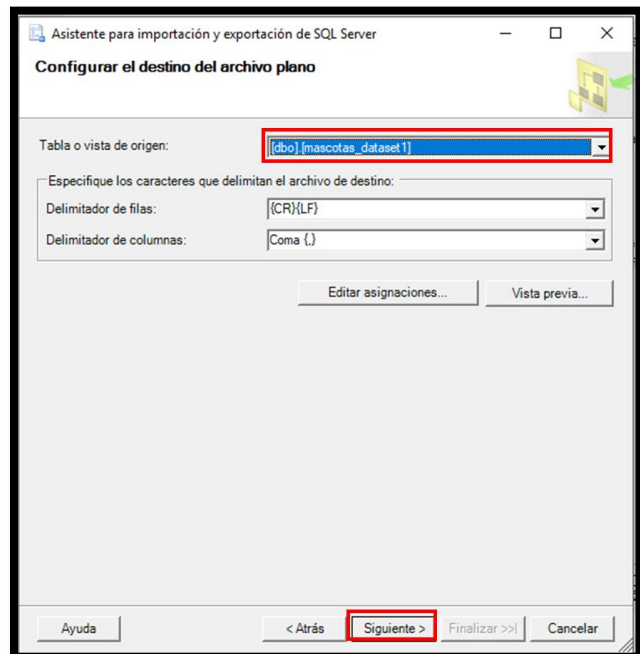 Asistente para importación y exportación de SQL Server
Configurar el destino del archivo plano
Tabla o vista de origen: [dbo].[mascotas_dataset1]
Especifique los caracteres que delimitan el archivo de destino:
Delimitador de filas: {CR}{LF}
Delimitador de columnas: Coma {,}
Editar asignaciones... Vista previa...
Ayuda < Atrás Siguiente > Finalizar >>| Cancelar